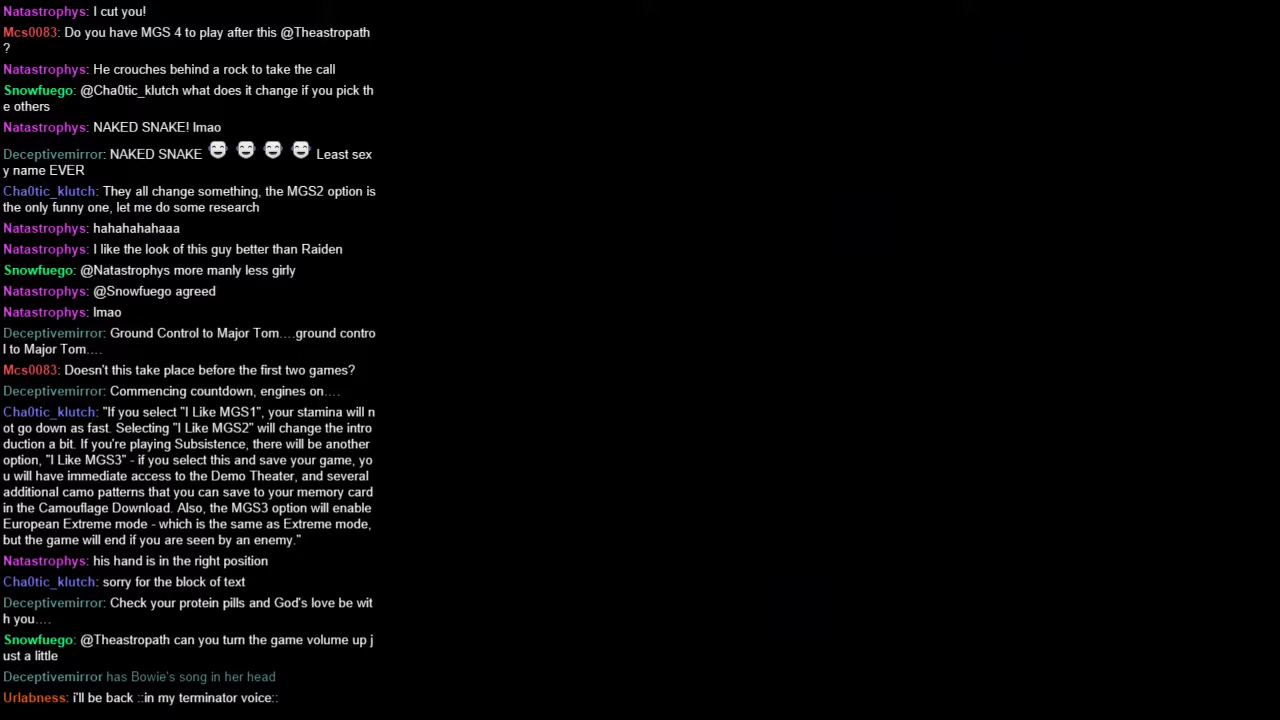 Natastrophys: I cut you!
Mcs0083: Do you have MGS 4 to play after this @Theastropath
?
Natastrophys: He crouches behind a rock to take the call
Snowfuego: @Cha0tic_klutch what does it change if you pick th
e others
Natastrophys: NAKED SNAKE! lmao
Deceptivemirror: NAKED SNAKE Least sex
y name EVER
Cha0tic_klutch: They all change something, the MGS2 option is
the only funny one, let me do some research
Natastrophys: hahahahahaaa
Natastrophys: I like the look of this guy better than Raiden
Snowfuego: @Natastrophys more manly less girly
Natastrophys: @Snowfuego agreed
Natastrophys: lmao
Deceptivemirror: Ground Control to Major Tom....ground contro
l to Major Tom....
Mcs0083: Doesn't this take place before the first two games?
Deceptivemirror: Commencing countdown, engines on....
Cha0tic_klutch: "If you select "I Like MGS1", your stamina will n
ot go down as fast. Selecting "I Like MGS2" will change the intro
duction a bit. If you're playing Subsistence, there will be another
option, "I Like MGS3" - if you select this and save your game, yo
u will have immediate access to the Demo Theater, and several
additional camo patterns that you can save to your memory card
in the Camouflage Download. Also, the MGS3 option will enable
European Extreme mode - which is the same as Extreme mode,
but the game will end if you are seen by an enemy."
Natastrophys: his hand is in the right position
Cha0tic_klutch: sorry for the block of text
Deceptivemirror: Check your protein pills and God's love be wit
h you....
Snowfuego: @Theastropath can you turn the game volume up j
ust a little
Deceptivemirror has Bowie's song in her head
Urlabness: i'll be back ::in my terminator voice::